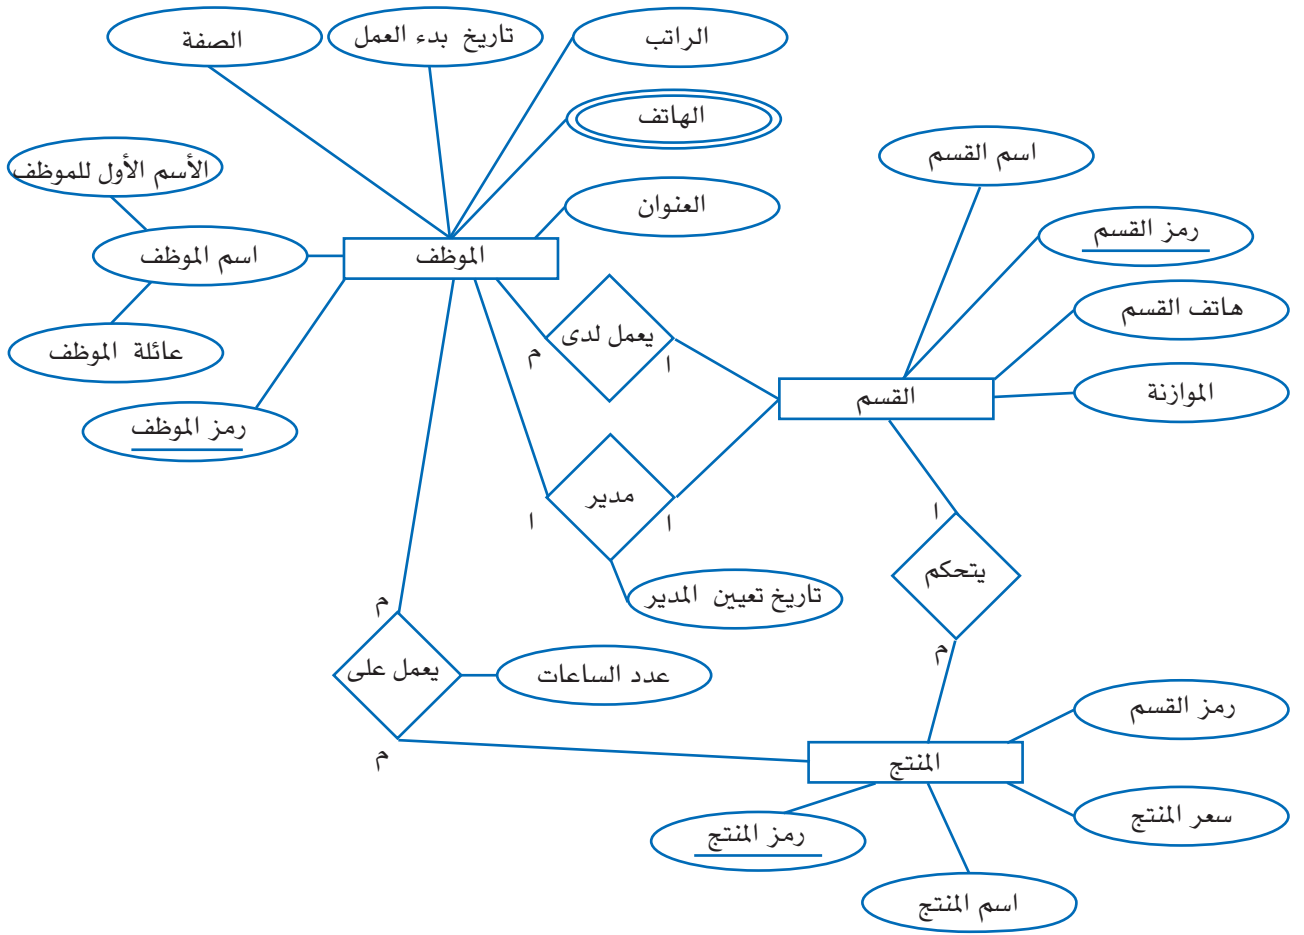 الراتب
تاريخ بدء العمل
الصفة
الهاتف
اسم القسم
الأسم الأول للموظف
العنوان
رمز القسم
الموظف
اسم الموظف
هاتف القسم
يعمل لدى
م
ا
عائلة الموظف
الموازنة
القسم
رمز الموظف
مدير
ا
ا
ا
يتحكم
تاريخ تعيين المدير
م
م
يعمل على
عدد الساعات
رمز القسم
م
المنتج
سعر المنتج
رمز المنتج
اسم المنتج